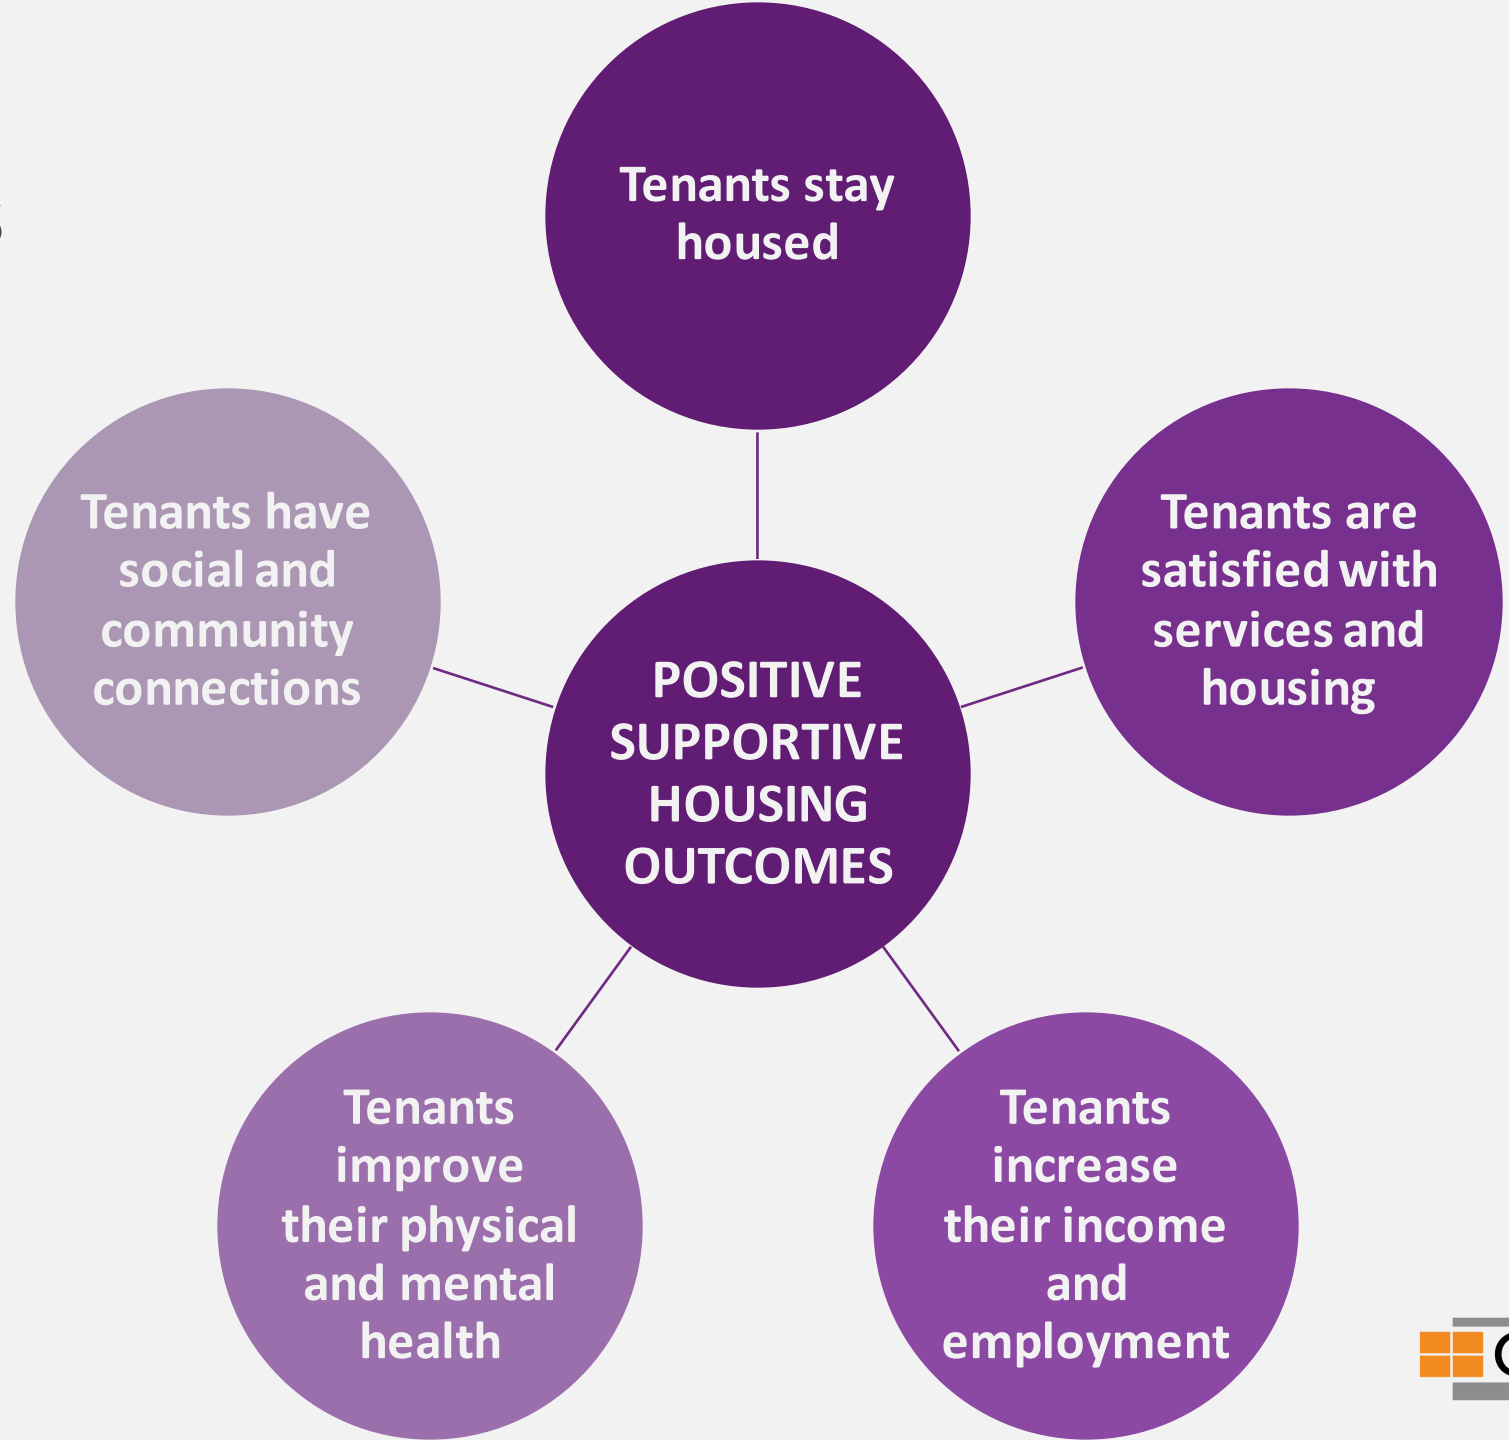 Tenants stay
housed
Tenants have
social and
community
connections
Tenants are
satisfied with
services and
housing
POSITIVE
SUPPORTIVE
HOUSING
OUTCOMES
Tenants
improve
their physical
and mental
health
Tenants
increase
their income
and
employment